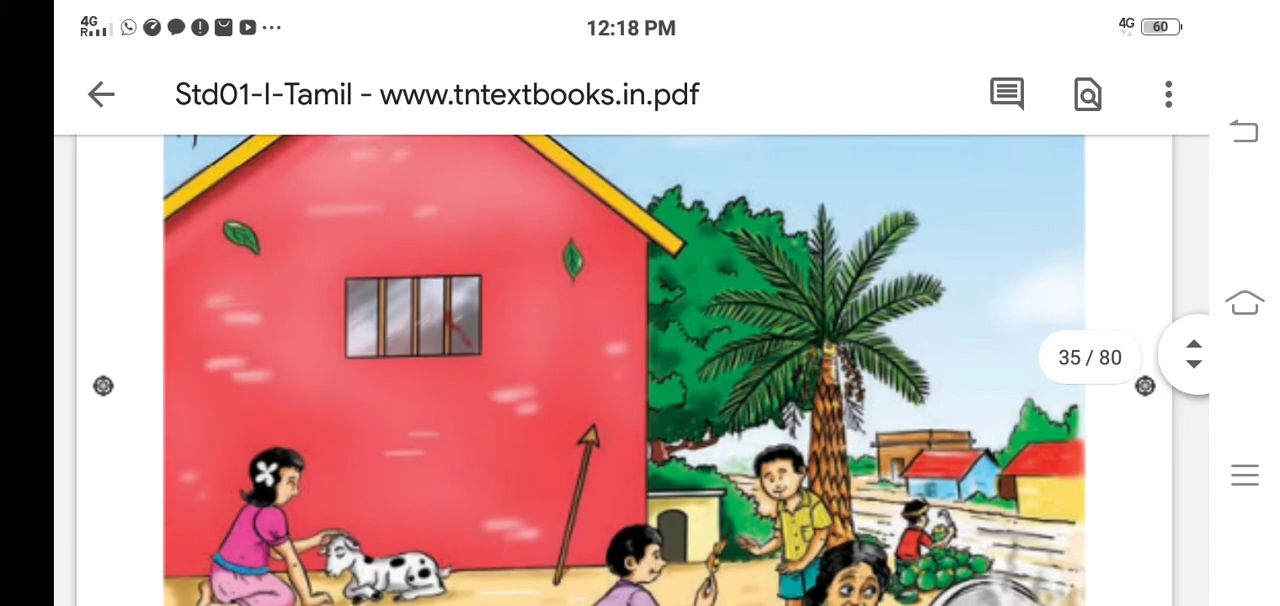 4G
R
12:18 PM
4G
60
Std01-I-Tamil - www.tntextbooks.in.pdf
35 / 80